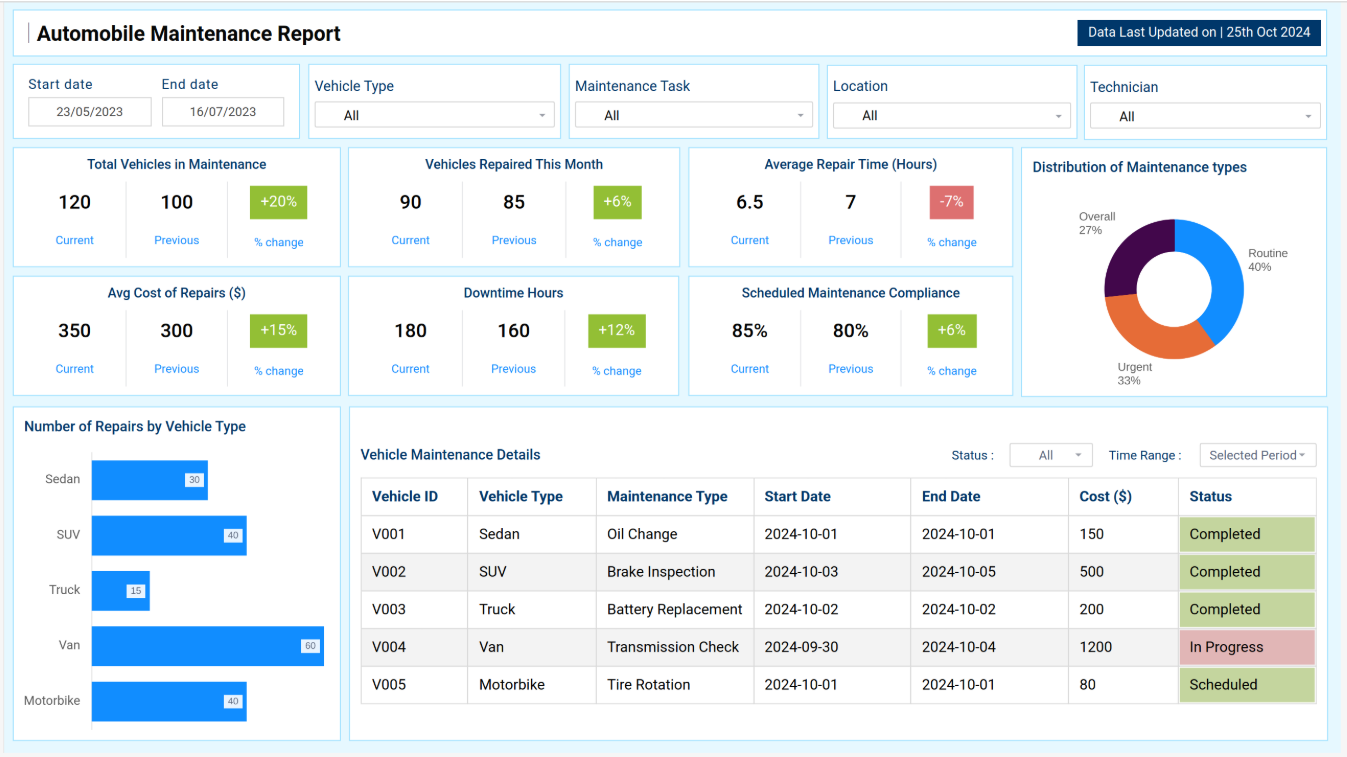 Automobile Maintenance Report
Data Last Updated on | 25th Oct 2024
Start date
End date
23/05/2023
16/07/2023
Vehicle Type
All
Maintenance Task
All
Location
All
Technician
All
Total Vehicles in Maintenance
120 100 +20%
Current Previous % change
Vehicles Repaired This Month
90 85 +6%
Current Previous % change
Average Repair Time (Hours)
6.5 7 -7%
Current Previous % change
Avg Cost of Repairs ($)
350 300 +15%
Current Previous % change
Downtime Hours
180 160 +12%
Current Previous % change
Scheduled Maintenance Compliance
85% 80% +6%
Current Previous % change
Distribution of Maintenance types
Overall
27%
Routine
40%
Urgent
33%
Number of Repairs by Vehicle Type
Sedan 30
SUV 40
Truck 15
Van 60
Motorbike 40
Vehicle Maintenance Details
Status : All Time Range : Selected Period
Vehicle ID Vehicle Type Maintenance Type Start Date End Date Cost ($) Status
V001 Sedan Oil Change 2024-10-01 2024-10-01 150 Completed
V002 SUV Brake Inspection 2024-10-03 2024-10-05 500 Completed
V003 Truck Battery Replacement 2024-10-02 2024-10-02 200 Completed
V004 Van Transmission Check 2024-09-30 2024-10-04 1200 In Progress
V005 Motorbike Tire Rotation 2024-10-01 2024-10-01 80 Scheduled